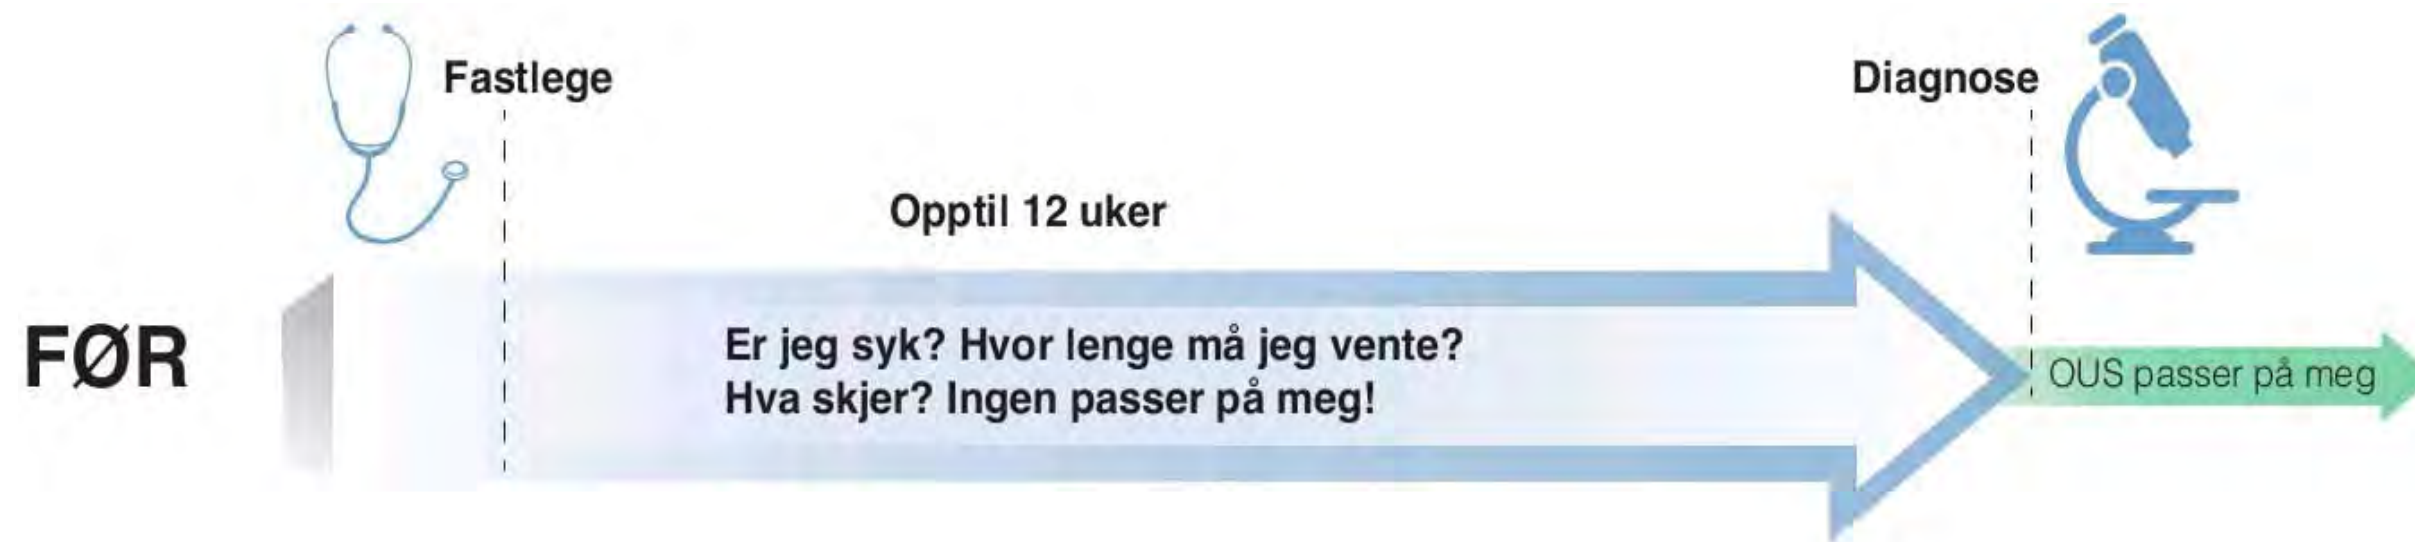 Fastlege
Diagnose
Opptil 12 uker
FØR
Er jeg syk? Hvor lenge må jeg vente?
Hva skjer? Ingen passer på meg!
OUS passer på meg